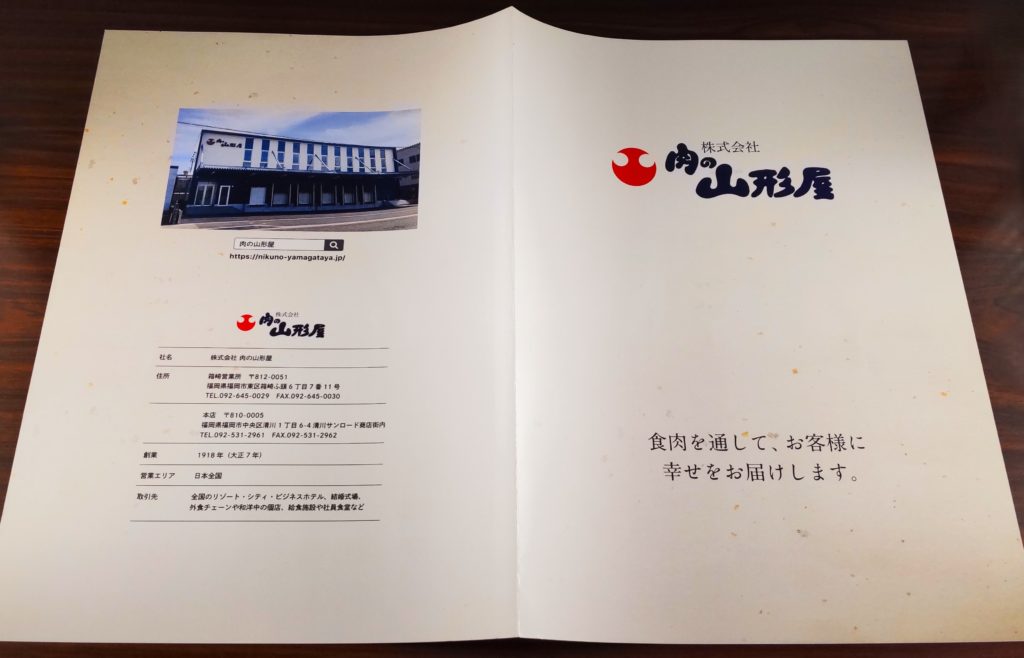 肉の山形屋
肉の山形屋
https://nikuno-yamagataya.jp/
株式会社
肉の山形屋
社名 株式会社 肉の山形屋
住所 箱崎営業所 〒812-0051
福岡県福岡市東区箱崎ふ頭6丁目7番11号
TEL.092-645-0029 FAX.092-645-0030
本店 〒810-0005
福岡県福岡市中央区清川1丁目6-4 清川サンロード商店街内
TEL.092-531-2961 FAX.092-531-2962
創業 1918年（大正7年）
営業エリア 日本全国
取引先 全国のリゾート・シティ・ビジネスホテル、結婚式場、
外食チェーンや和洋中の個店、給食施設や社員食堂など
株式会社
肉の山形屋
食肉を通して、お客様に
幸せをお届けします。